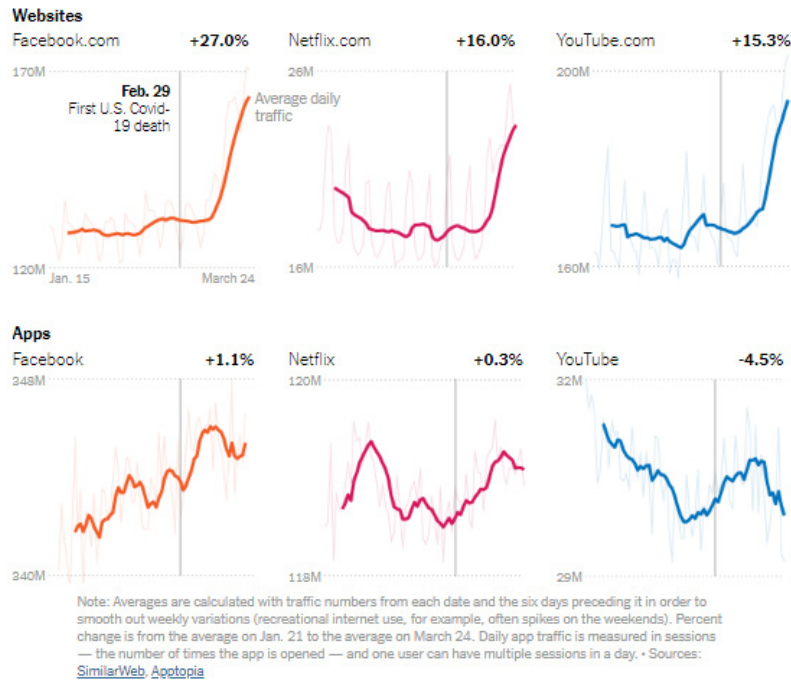 Websites
Facebook.com +27.0% Netflix.com +16.0% YouTube.com +15.3%
170M 26M 200M
Feb. 29
First U.S. Covid-
19 death
Average daily
traffic
120M 16M 160M
Jan. 15 March 24
Apps
Facebook +1.1% Netflix +0.3% YouTube -4.5%
348M 120M 32M
340M 118M 29M
Note: Averages are calculated with traffic numbers from each date and the six days preceding it in order to
smooth out weekly variations (recreational internet use, for example, often spikes on the weekends). Percent
change is from the average on Jan. 21 to the average on March 24. Daily app traffic is measured in sessions
— the number of times the app is opened — and one user can have multiple sessions in a day. • Sources:
SimilarWeb, Apptopia